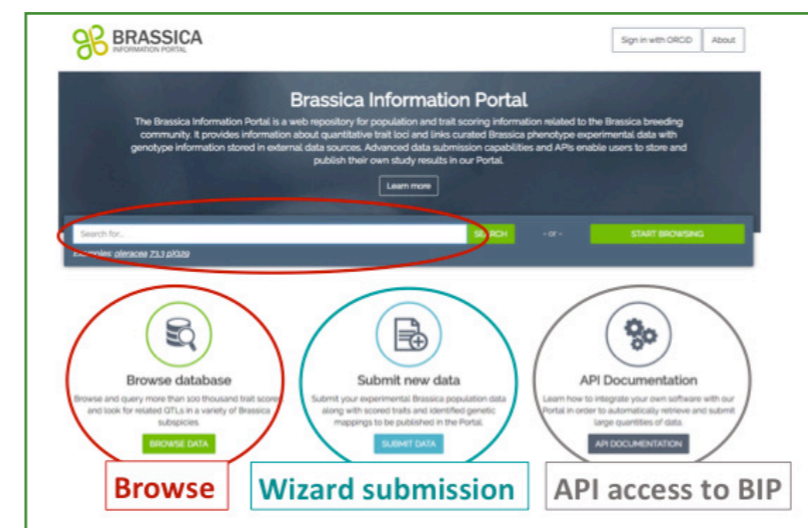 BRASSICA
INFORMATION PORTAL
Sign in with ORCID
About
Brassica Information Portal
The Brassica Information Portal is a web repository for population and trait scoring information related to the Brassica breeding
community. It provides information about quantitative trait loci and links curated Brassica phenotype experimental data with
genotype information stored in external data sources. Advanced data submission capabilities and APIs enable users to store and
publish their own study results in our Portal.
Learn more
Search for...
SEARCH
- or -
START BROWSING
Examples: oleracea 73.3 pW029
Browse database
Browse and query more than 100 thousand trait scores
and look for related QTLs in a variety of Brassica
subspicies.
BROWSE DATA
Submit new data
Submit your experimental Brassica population data
along with scored traits and identified genetic
mappings to be published in the Portal.
SUBMIT DATA
API Documentation
Learn how to integrate your own software with our
Portal in order to automatically retrieve and submit
large quantities of data.
API DOCUMENTATION
Browse
Wizard submission
API access to BIP